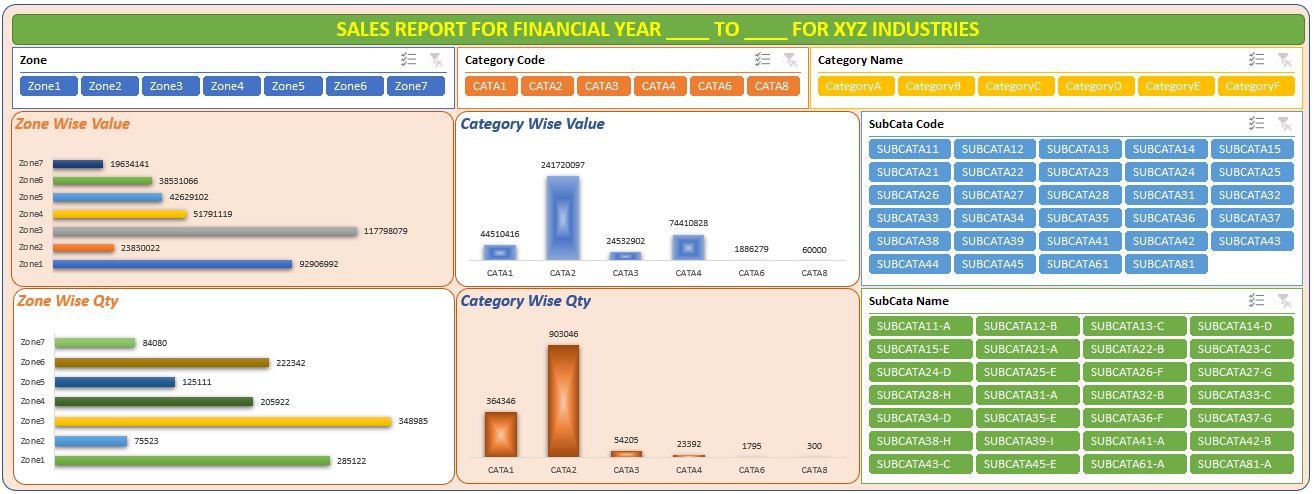 SALES REPORT FOR FINANCIAL YEAR ____ TO ____ FOR XYZ INDUSTRIES
Zone
Zone1 Zone2 Zone3 Zone4 Zone5 Zone6 Zone7
Category Code
CATA1 CATA2 CATA3 CATA4 CATA6 CATA8
Category Name
CategoryA CategoryB CategoryC CategoryD CategoryE CategoryF
Zone Wise Value
Zone7 19634141
Zone6 38531066
Zone5 42629102
Zone4 51791119
Zone3 117798079
Zone2 23830022
Zone1 92906992
Category Wise Value
44510416 241720097 24532902 74410828 1886279 60000
CATA1 CATA2 CATA3 CATA4 CATA6 CATA8
SubCata Code
SUBCATA11 SUBCATA12 SUBCATA13 SUBCATA14 SUBCATA15
SUBCATA21 SUBCATA22 SUBCATA23 SUBCATA24 SUBCATA25
SUBCATA26 SUBCATA27 SUBCATA28 SUBCATA31 SUBCATA32
SUBCATA33 SUBCATA34 SUBCATA35 SUBCATA36 SUBCATA37
SUBCATA38 SUBCATA39 SUBCATA41 SUBCATA42 SUBCATA43
SUBCATA44 SUBCATA45 SUBCATA61 SUBCATA81
Zone Wise Qty
Zone7 84080
Zone6 222342
Zone5 125111
Zone4 205922
Zone3 348985
Zone2 75523
Zone1 285122
Category Wise Qty
364346 903046 54205 23392 1795 300
CATA1 CATA2 CATA3 CATA4 CATA6 CATA8
SubCata Name
SUBCATA11-A SUBCATA12-B SUBCATA13-C SUBCATA14-D
SUBCATA15-E SUBCATA21-A SUBCATA22-B SUBCATA23-C
SUBCATA24-D SUBCATA25-E SUBCATA26-F SUBCATA27-G
SUBCATA28-H SUBCATA31-A SUBCATA32-B SUBCATA33-C
SUBCATA34-D SUBCATA35-E SUBCATA36-F SUBCATA37-G
SUBCATA38-H SUBCATA39-I SUBCATA41-A SUBCATA42-B
SUBCATA43-C SUBCATA45-E SUBCATA61-A SUBCATA81-A